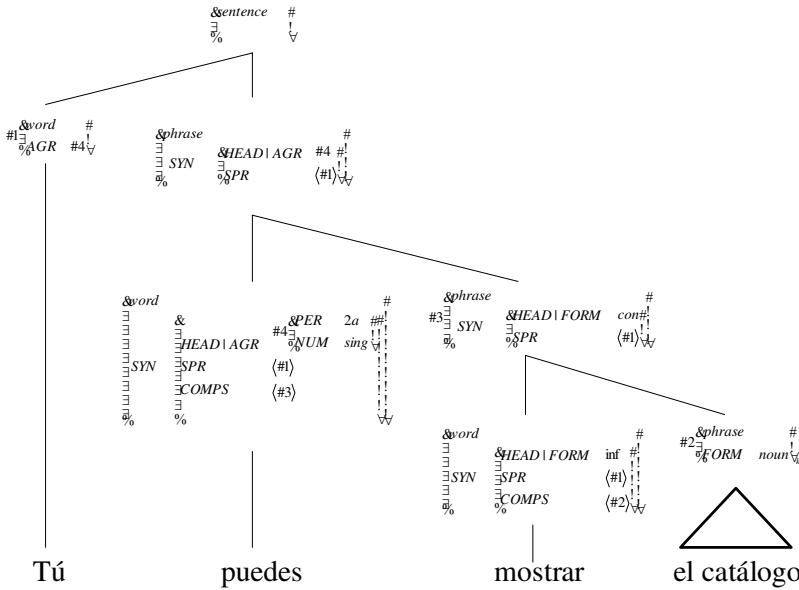 sentence
#1 word
AGR #4
phrase
SYN HEAD | AGR #4
SPR ⟨#1⟩
word
SYN HEAD | AGR #4 PER 2a
NUM sing
SPR ⟨#1⟩
COMPS ⟨#3⟩
#3 phrase
SYN HEAD | FORM con
SPR ⟨#1⟩
word
SYN HEAD | FORM inf
SPR ⟨#1⟩
COMPS ⟨#2⟩
#2 phrase
FORM noun
Tú puedes mostrar el catálogo